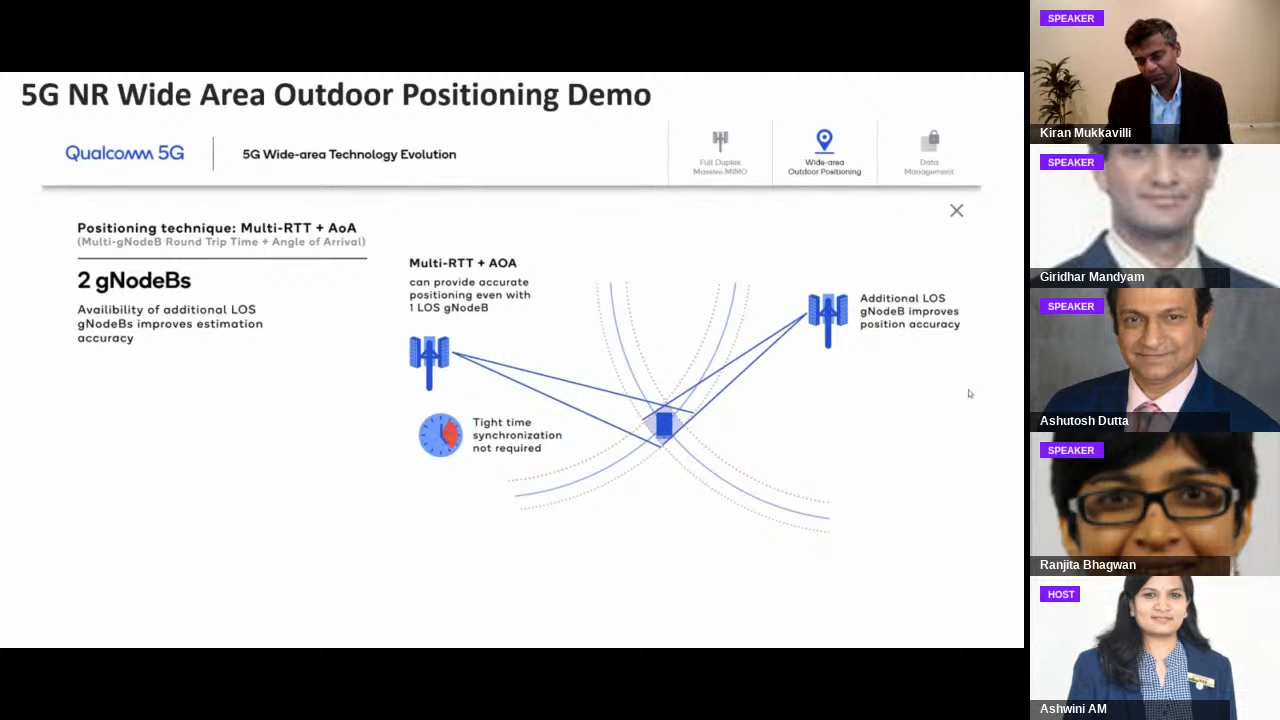 5G NR Wide Area Outdoor Positioning Demo
Qualcomm 5G
5G Wide-area Technology Evolution
Full Duplex
Massive MIMO
Wide-area
Outdoor Positioning
Data
Management
Positioning technique: Multi-RTT + AoA
(Multi-gNodeB Round Trip Time + Angle of Arrival)
2 gNodeBs
Availibility of additional LOS
gNodeBs improves estimation
accuracy
Multi-RTT + AOA
can provide accurate
positioning even with
1 LOS gNodeB
Additional LOS
gNodeB improves
position accuracy
Tight time
synchronization
not required
SPEAKER
Kiran Mukkavilli
SPEAKER
Giridhar Mandyam
SPEAKER
Ashutosh Dutta
SPEAKER
Ranjita Bhagwan
HOST
Ashwini AM